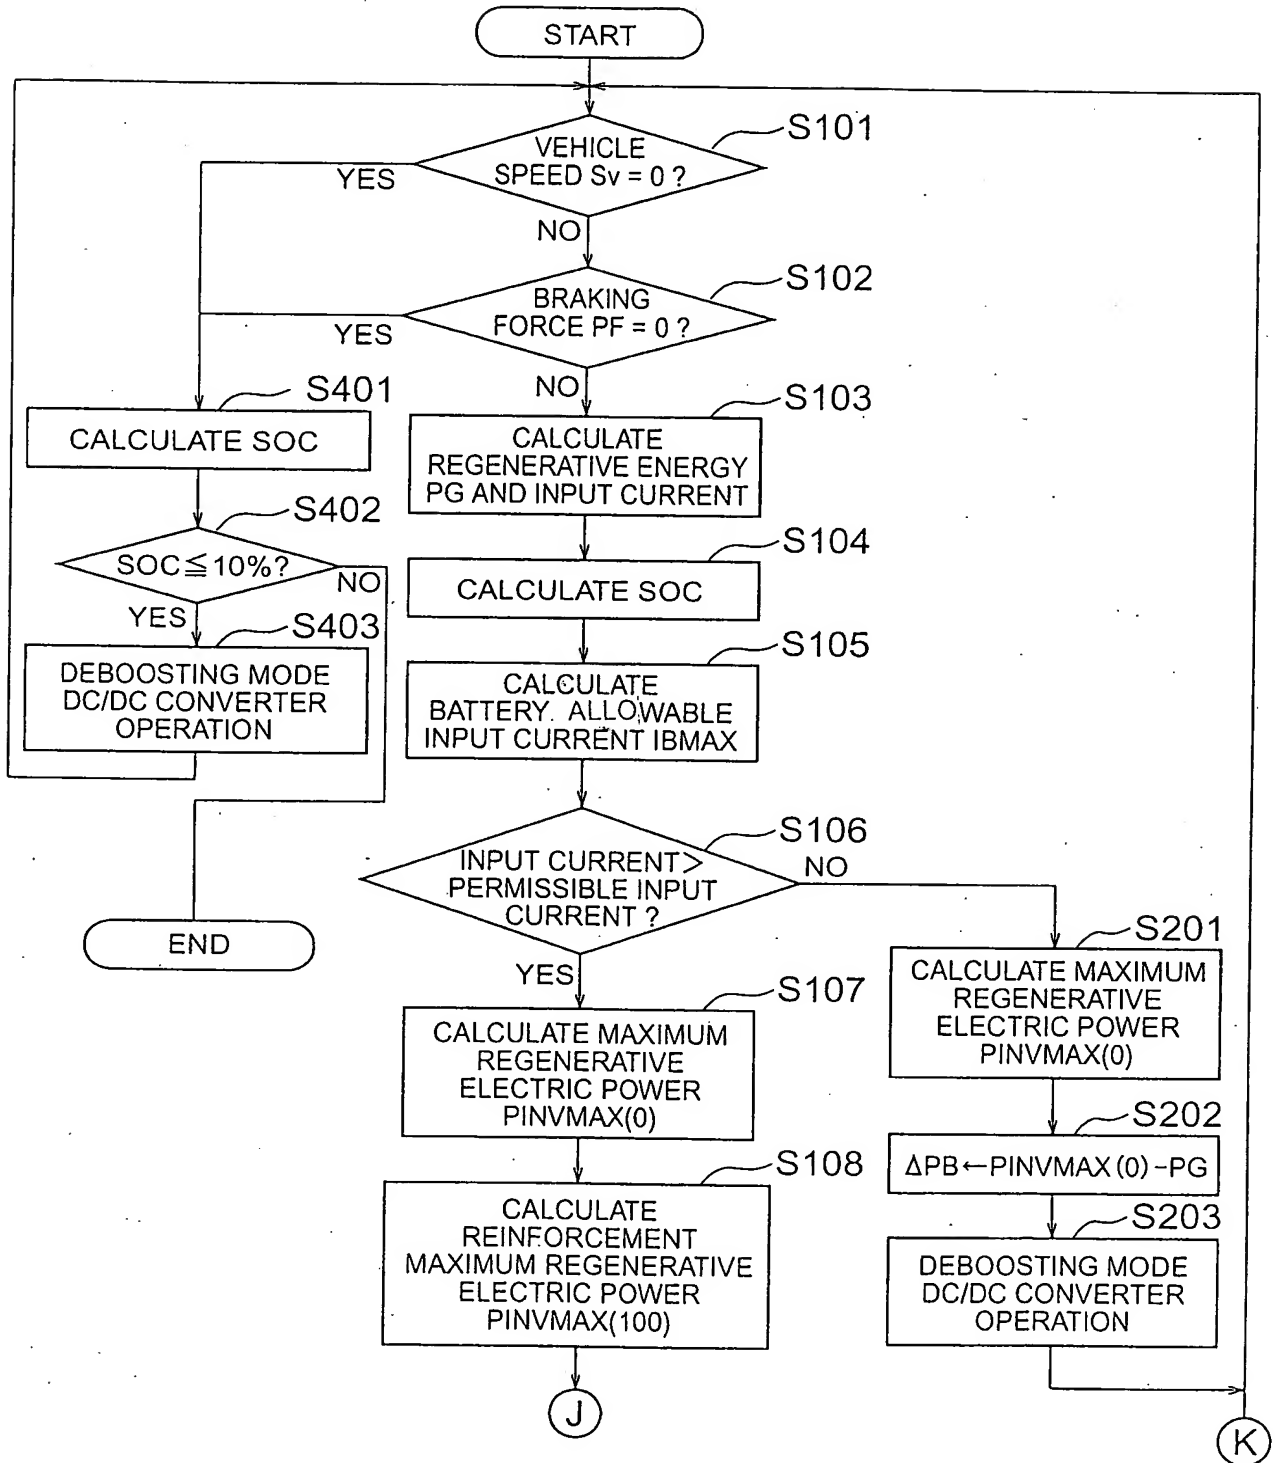 START
S101
VEHICLE
SPEED Sv = 0 ?
YES
NO
S102
BRAKING
FORCE PF = 0 ?
YES
NO
S401
CALCULATE SOC
S402
SOC≦10%?
NO
YES
S403
DEBOOSTING MODE
DC/DC CONVERTER
OPERATION
END
S103
CALCULATE
REGENERATIVE ENERGY
PG AND INPUT CURRENT
S104
CALCULATE SOC
S105
CALCULATE
BATTERY. ALLOWABLE
INPUT CURRENT IBMAX
S106
INPUT CURRENT>
PERMISSIBLE INPUT
CURRENT ?
NO
YES
S107
CALCULATE MAXIMUM
REGENERATIVE
ELECTRIC POWER
PINVMAX(0)
S108
CALCULATE
REINFORCEMENT
MAXIMUM REGENERATIVE
ELECTRIC POWER
PINVMAX(100)
J
S201
CALCULATE MAXIMUM
REGENERATIVE
ELECTRIC POWER
PINVMAX(0)
S202
ΔPB←PINVMAX(0)-PG
S203
DEBOOSTING MODE
DC/DC CONVERTER
OPERATION
K